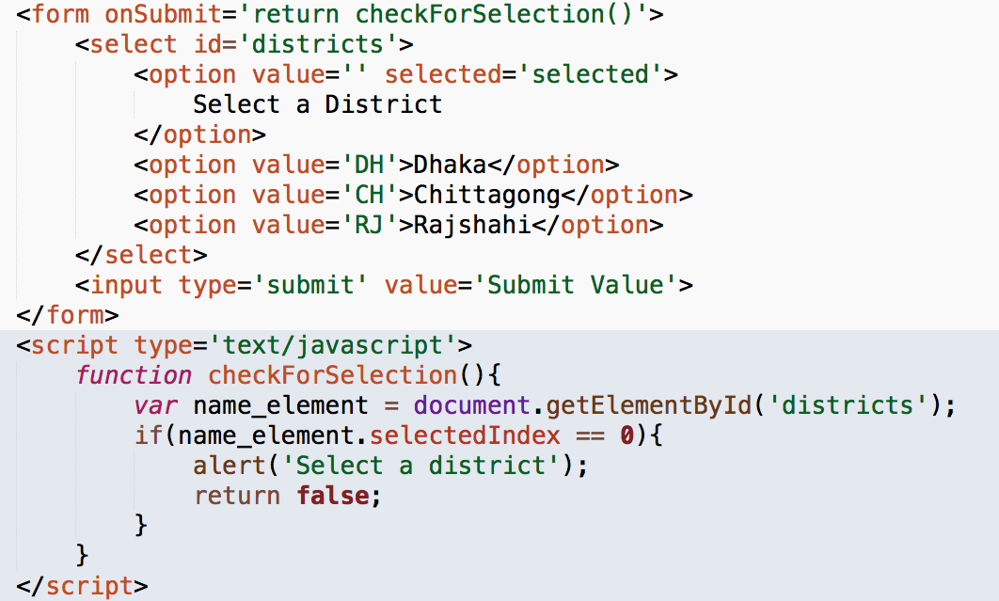 <form onSubmit='return checkForSelection()'>
    <select id='districts'>
        <option value='' selected='selected'>
            Select a District
        </option>
        <option value='DH'>Dhaka</option>
        <option value='CH'>Chittagong</option>
        <option value='RJ'>Rajshahi</option>
    </select>
    <input type='submit' value='Submit Value'>
</form>
<script type='text/javascript'>
    function checkForSelection(){
        var name_element = document.getElementById('districts');
        if(name_element.selectedIndex == 0){
            alert('Select a district');
            return false;
        }
    }
</script>